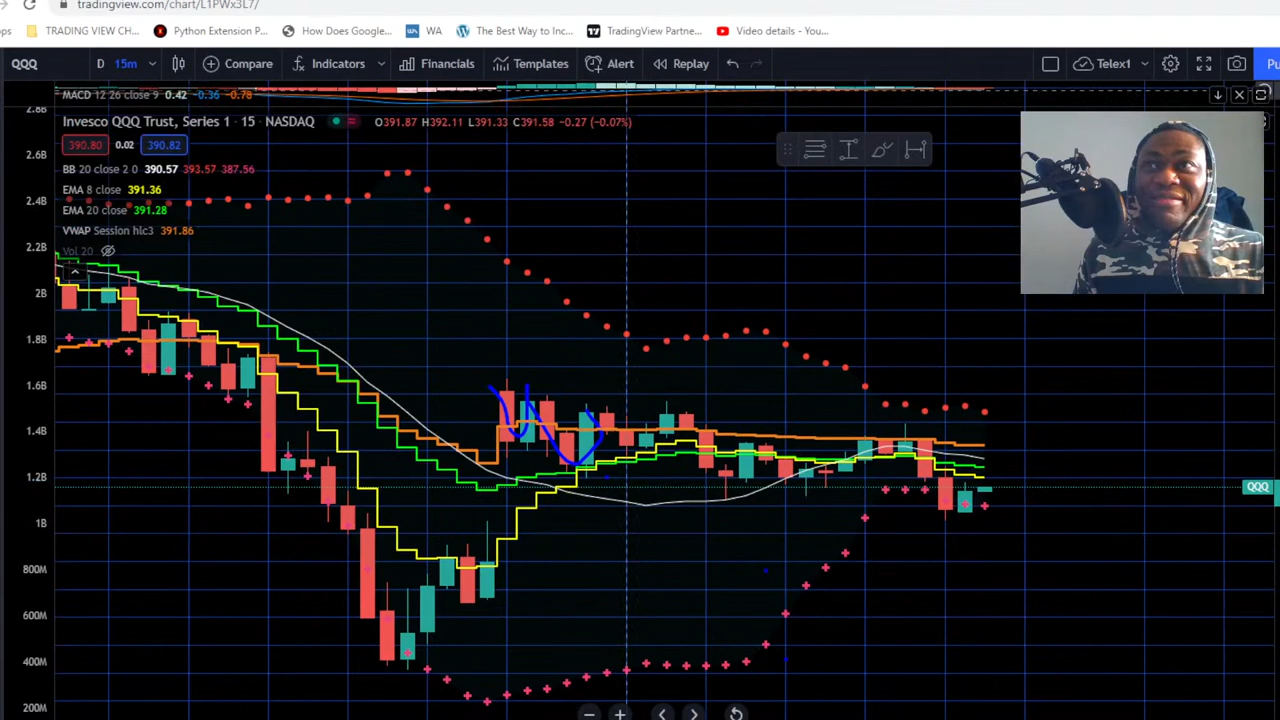 tradingview.com/chart/L1PWx3L7/
ops TRADING VIEW CH... Python Extension P... How Does Google... WA The Best Way to Inc... TradingView Partne... Video details - You...
QQQ D 15m Compare Indicators Financials Templates Alert Replay Telex1 Pu
MACD 12 26 close 9 0.42 -0.36 -0.78
2.8B
Invesco QQQ Trust, Series 1 · 15 · NASDAQ O391.87 H392.11 L391.33 C391.58 -0.27 (-0.07%)
390.80 0.02 390.82
2.6B
BB 20 close 2 0 390.57 393.57 387.56
EMA 8 close 391.36
2.4B
EMA 20 close 391.28
VWAP Session hlc3 391.86
2.2B
Vol 20
2B
1.8B
1.6B
1.4B
1.2B
QQQ
1B
800M
600M
400M
200M